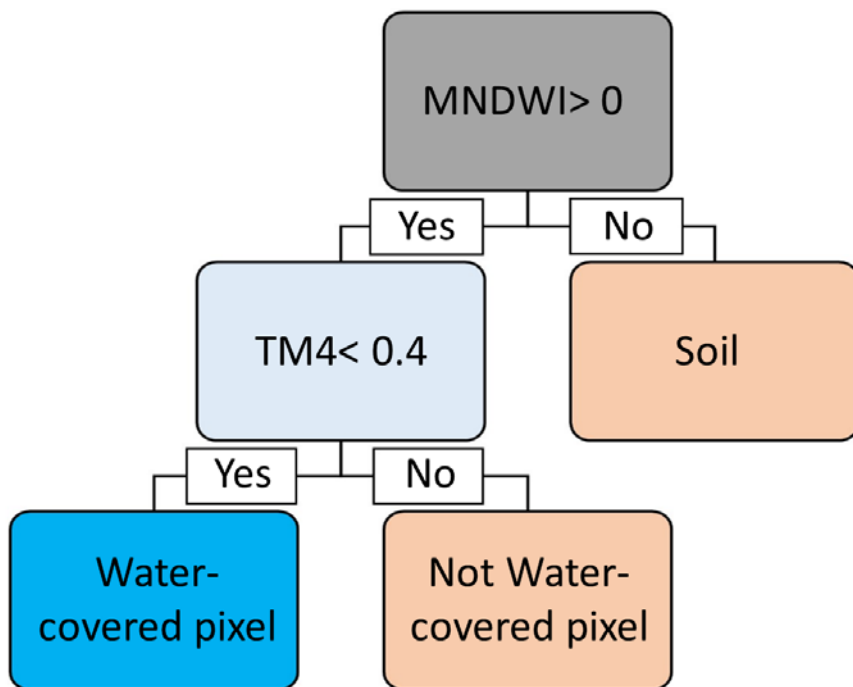 MNDWI> 0
Yes
No
TM4< 0.4
Soil
Yes
No
Water-
covered pixel
Not Water-
covered pixel